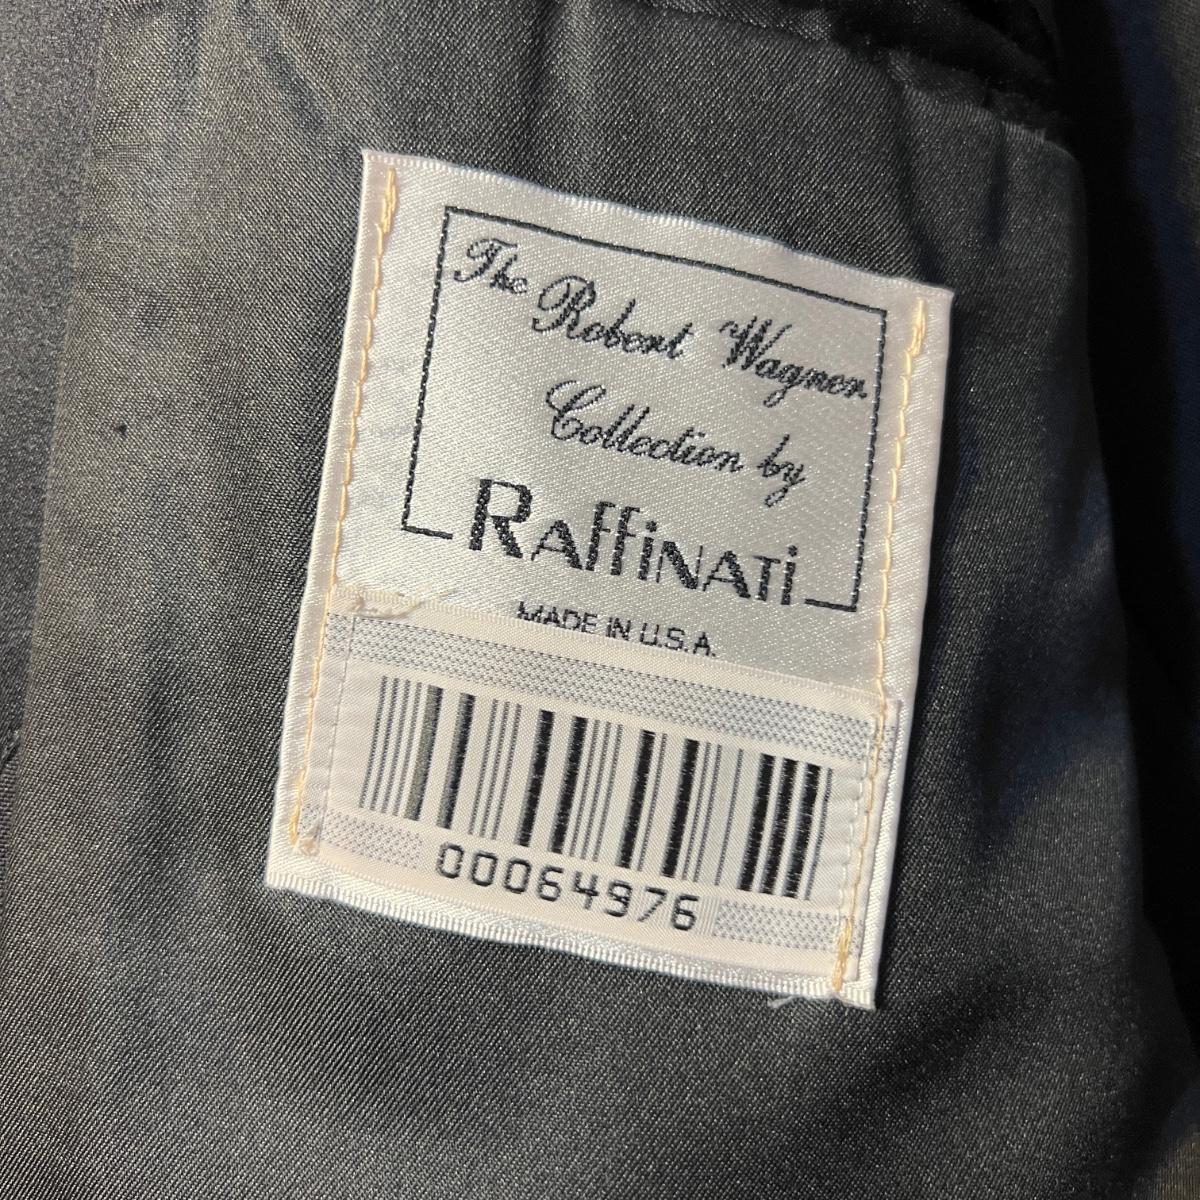 The Robert Wagner
Collection by
RAffiNATi
MADE IN U.S.A.
00064976